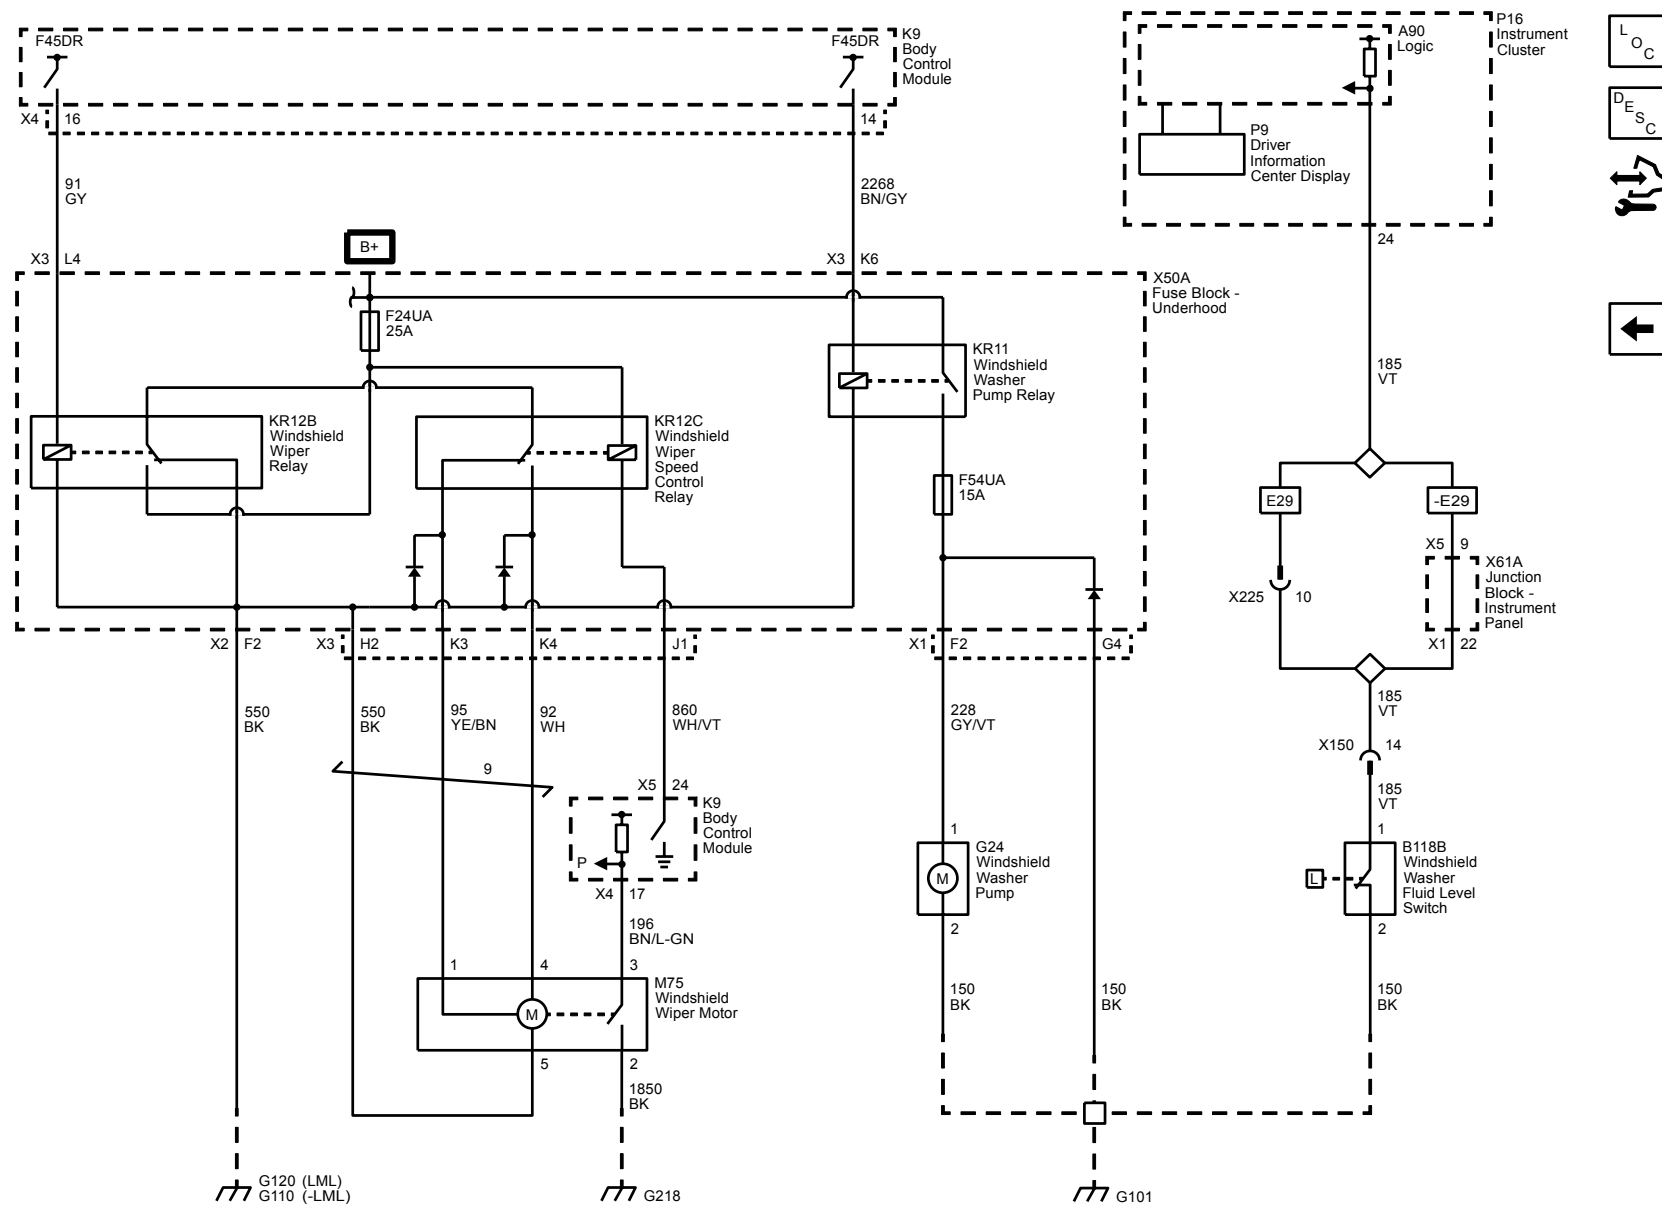 F45DR
F45DR
K9
Body
Control
Module
X4
16
14
91
GY
2268
BN/GY
A90
Logic
P16
Instrument
Cluster
P9
Driver
Information
Center Display
24
L
O
C
D
E
S
C
B+
X3
L4
X3
K6
X50A
Fuse Block -
Underhood
F24UA
25A
KR11
Windshield
Washer
Pump Relay
KR12B
Windshield
Wiper
Relay
KR12C
Windshield
Wiper
Speed
Control
Relay
F54UA
15A
185
VT
E29
-E29
X5
9
X61A
Junction
Block -
Instrument
Panel
X225
10
X1
22
X2
F2
X3
H2
K3
K4
J1
X1
F2
G4
550
BK
550
BK
95
YE/BN
92
WH
860
WH/VT
228
GY/VT
185
VT
X150
14
185
VT
9
X5
24
K9
Body
Control
Module
P
X4
17
196
BN/L-GN
1
4
3
M75
Windshield
Wiper Motor
M
5
2
1850
BK
1
G24
Windshield
Washer
Pump
M
2
150
BK
150
BK
1
B118B
Windshield
Washer
Fluid Level
Switch
L
2
150
BK
G120 (LML)
G110 (-LML)
G218
G101